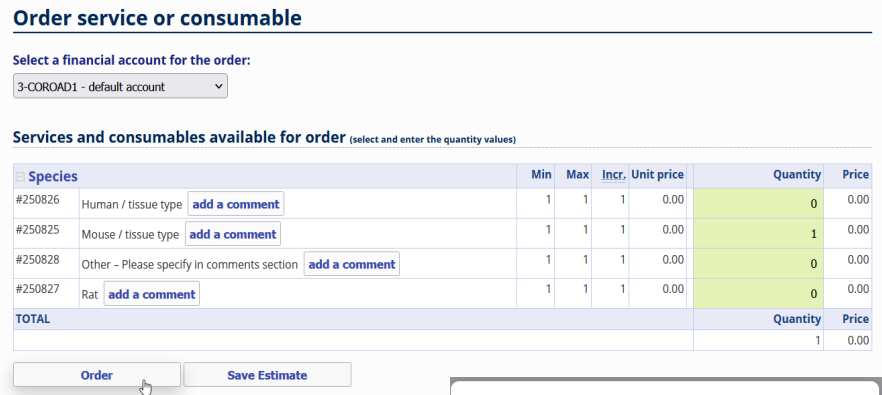 Order service or consumable
Select a financial account for the order:
3-COROAD1 - default account
Services and consumables available for order (select and enter the quantity values)
Species Min Max Incr. Unit price Quantity Price
#250826 Human / tissue type add a comment 1 1 1 0.00 0 0.00
#250825 Mouse / tissue type add a comment 1 1 1 0.00 1 0.00
#250828 Other – Please specify in comments section add a comment 1 1 1 0.00 0 0.00
#250827 Rat add a comment 1 1 1 0.00 0 0.00
TOTAL Quantity Price
1 0.00
Order Save Estimate